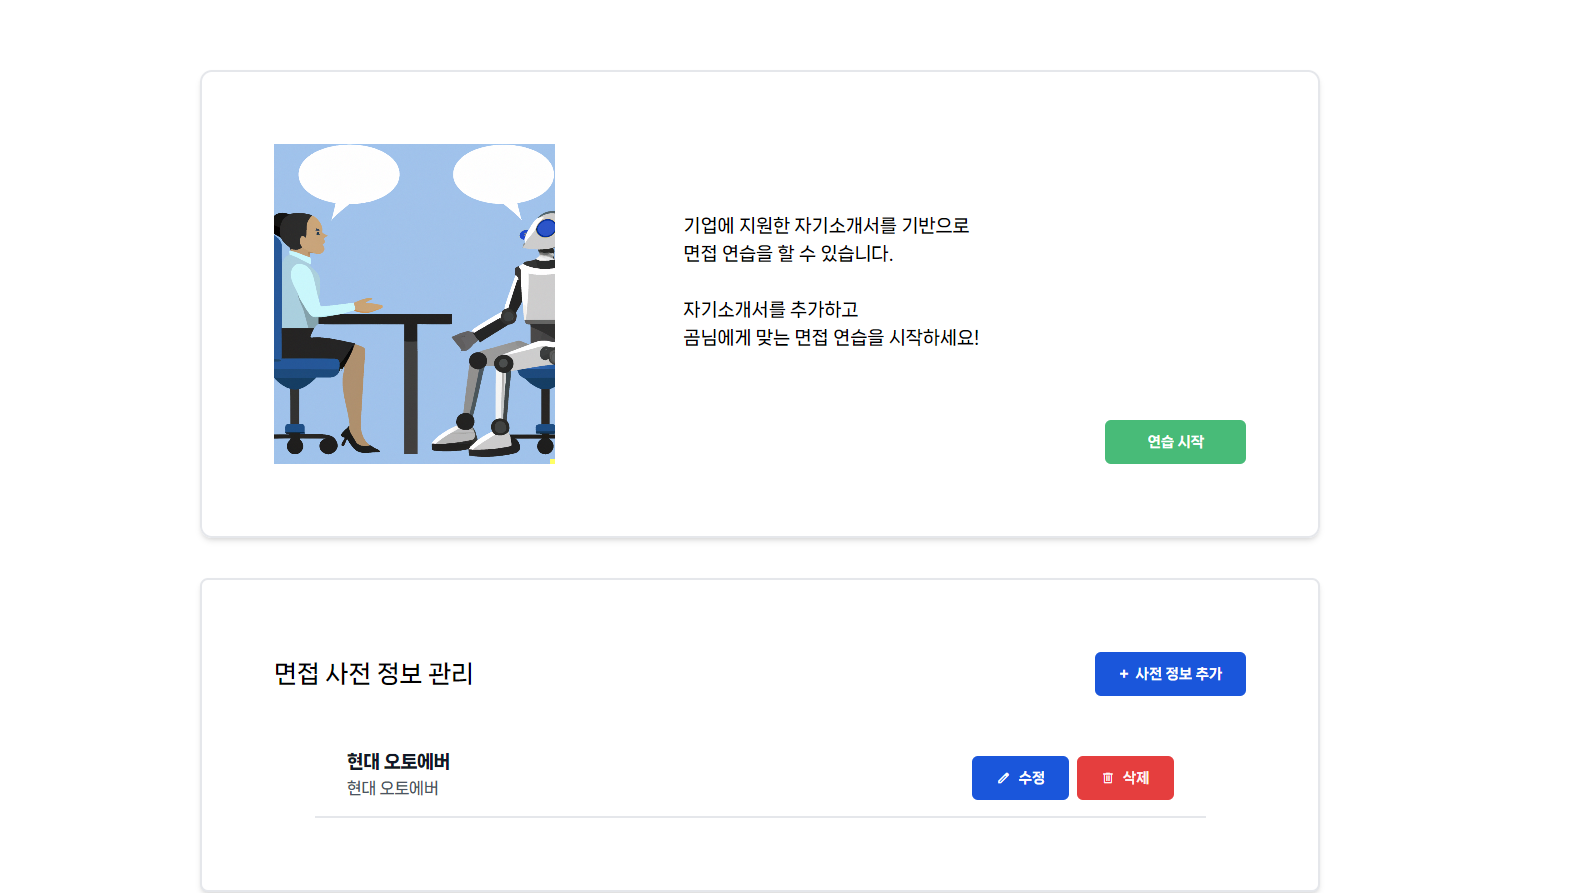 기업에 지원한 자기소개서를 기반으로
면접 연습을 할 수 있습니다.
자기소개서를 추가하고
곰님에게 맞는 면접 연습을 시작하세요!
연습 시작
면접 사전 정보 관리
+ 사전 정보 추가
현대 오토에버
현대 오토에버
수정
삭제